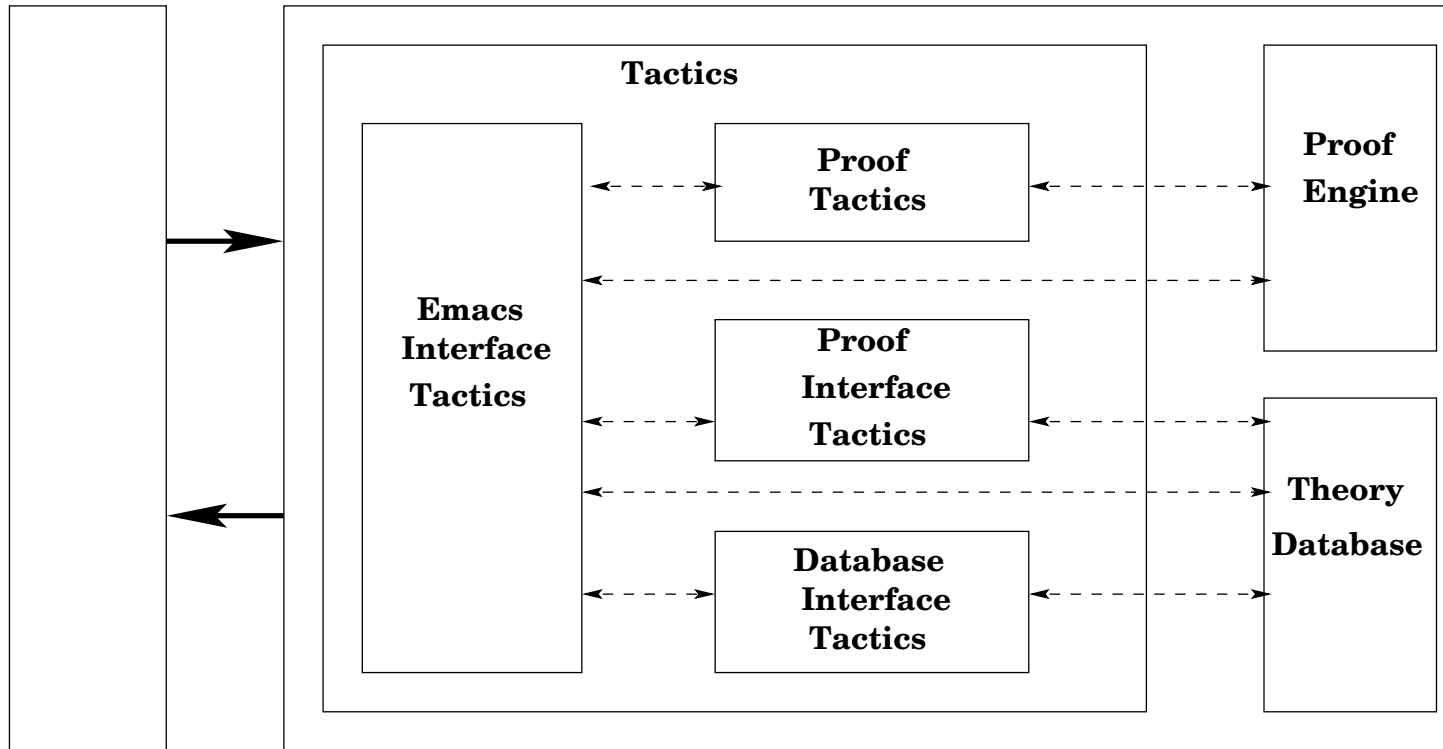 Tactics
Emacs
Interface
Tactics
Proof
Tactics
Proof
Interface
Tactics
Database
Interface
Tactics
Proof
Engine
Theory
Database